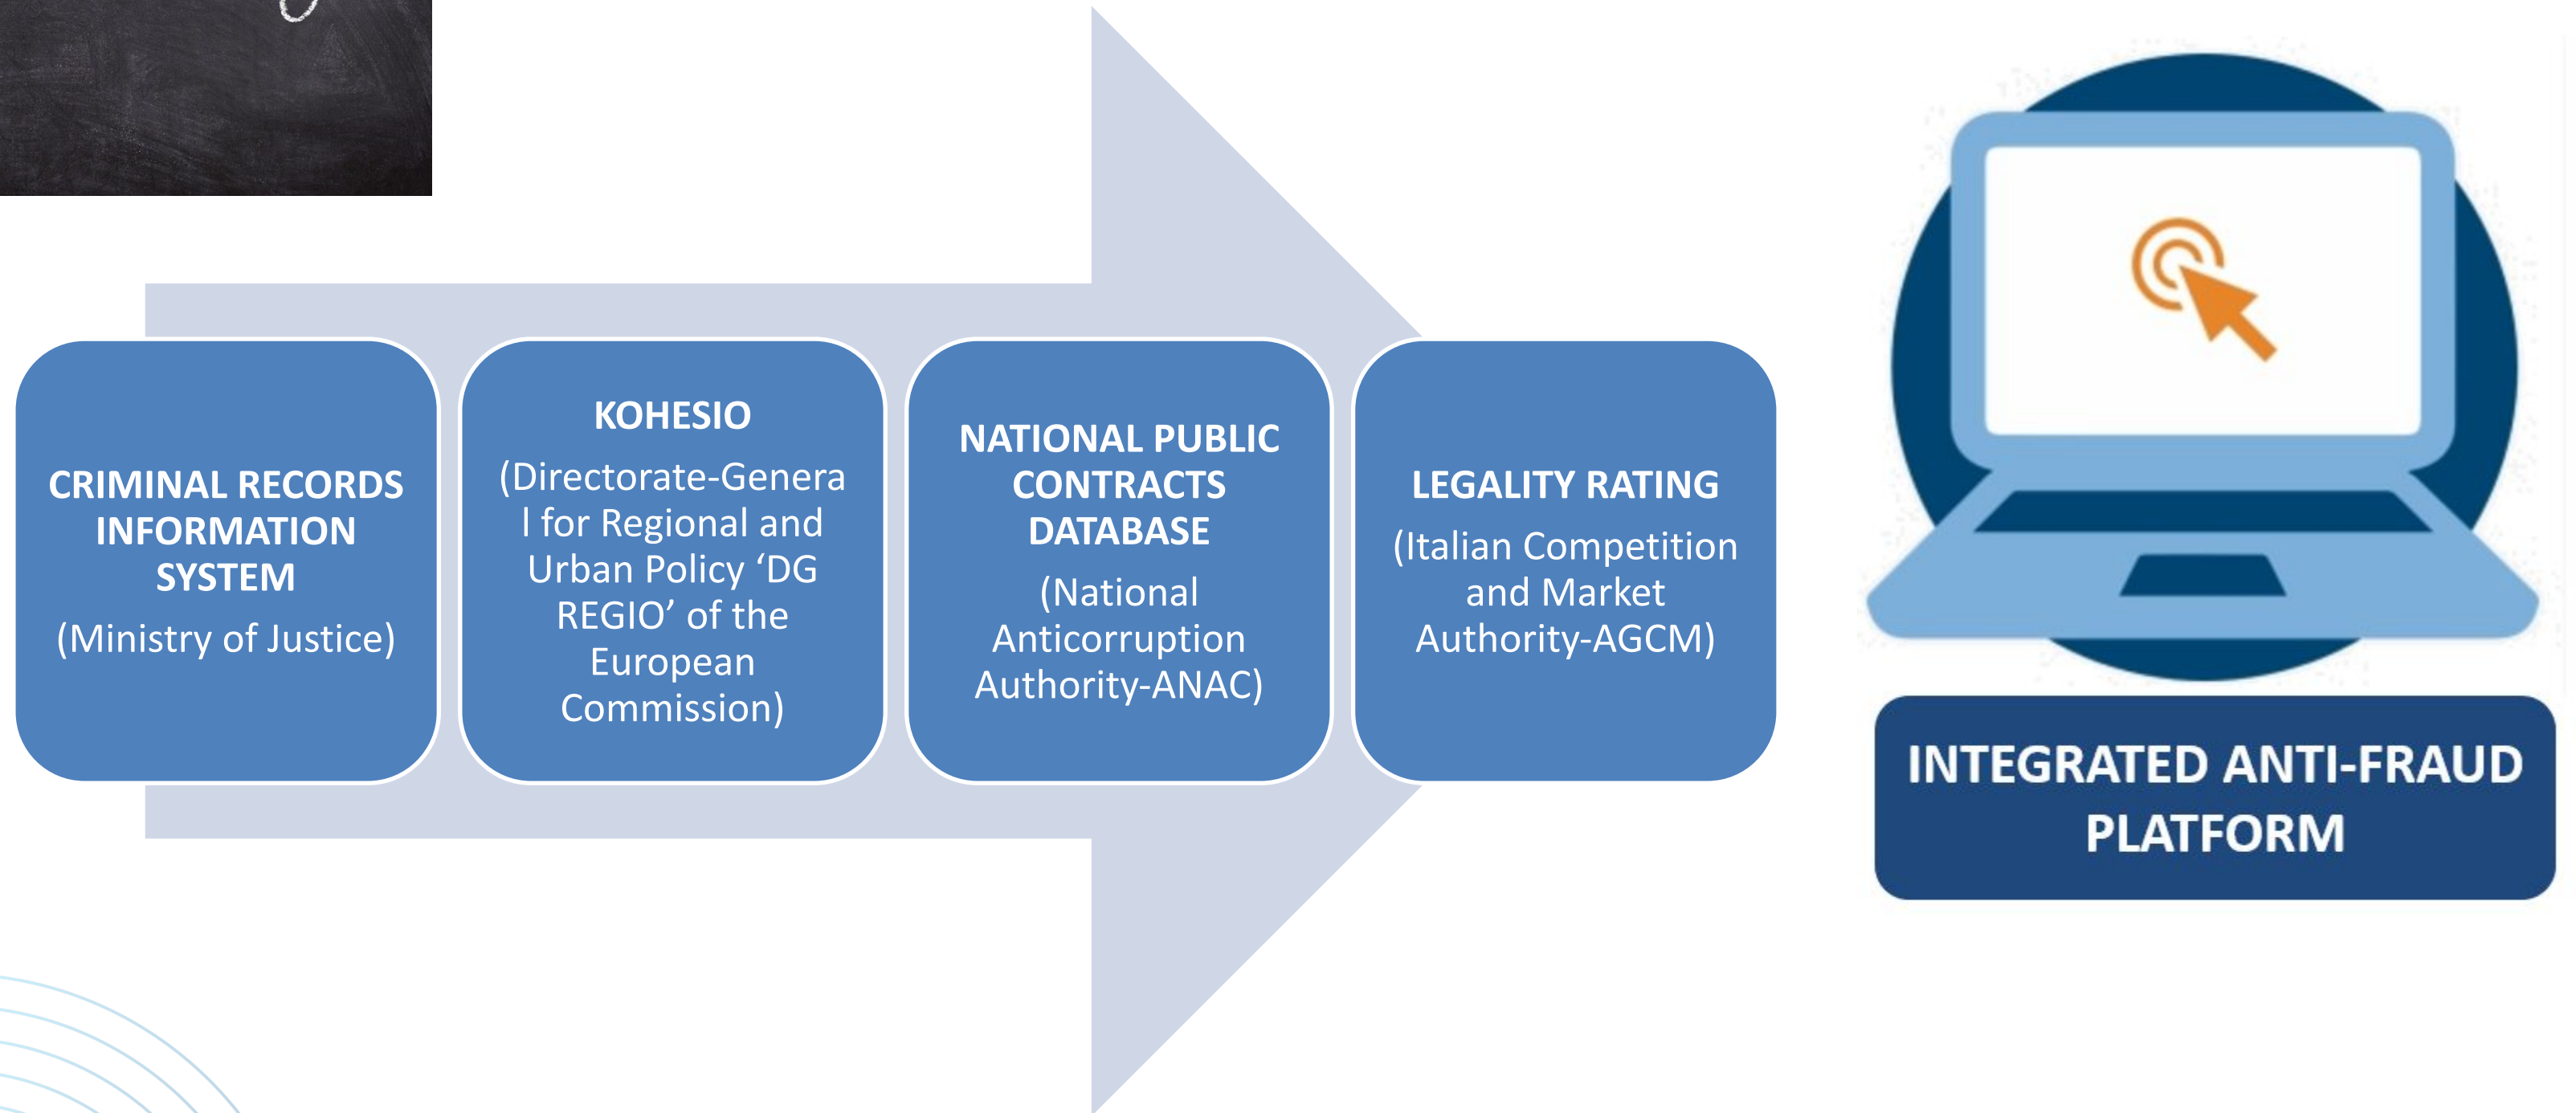 CRIMINAL RECORDS
INFORMATION
SYSTEM
(Ministry of Justice)
KOHESIO
(Directorate-Genera
l for Regional and
Urban Policy ‘DG
REGIO’ of the
European
Commission)
NATIONAL PUBLIC
CONTRACTS
DATABASE
(National
Anticorruption
Authority-ANAC)
LEGALITY RATING
(Italian Competition
and Market
Authority-AGCM)
INTEGRATED ANTI-FRAUD
PLATFORM